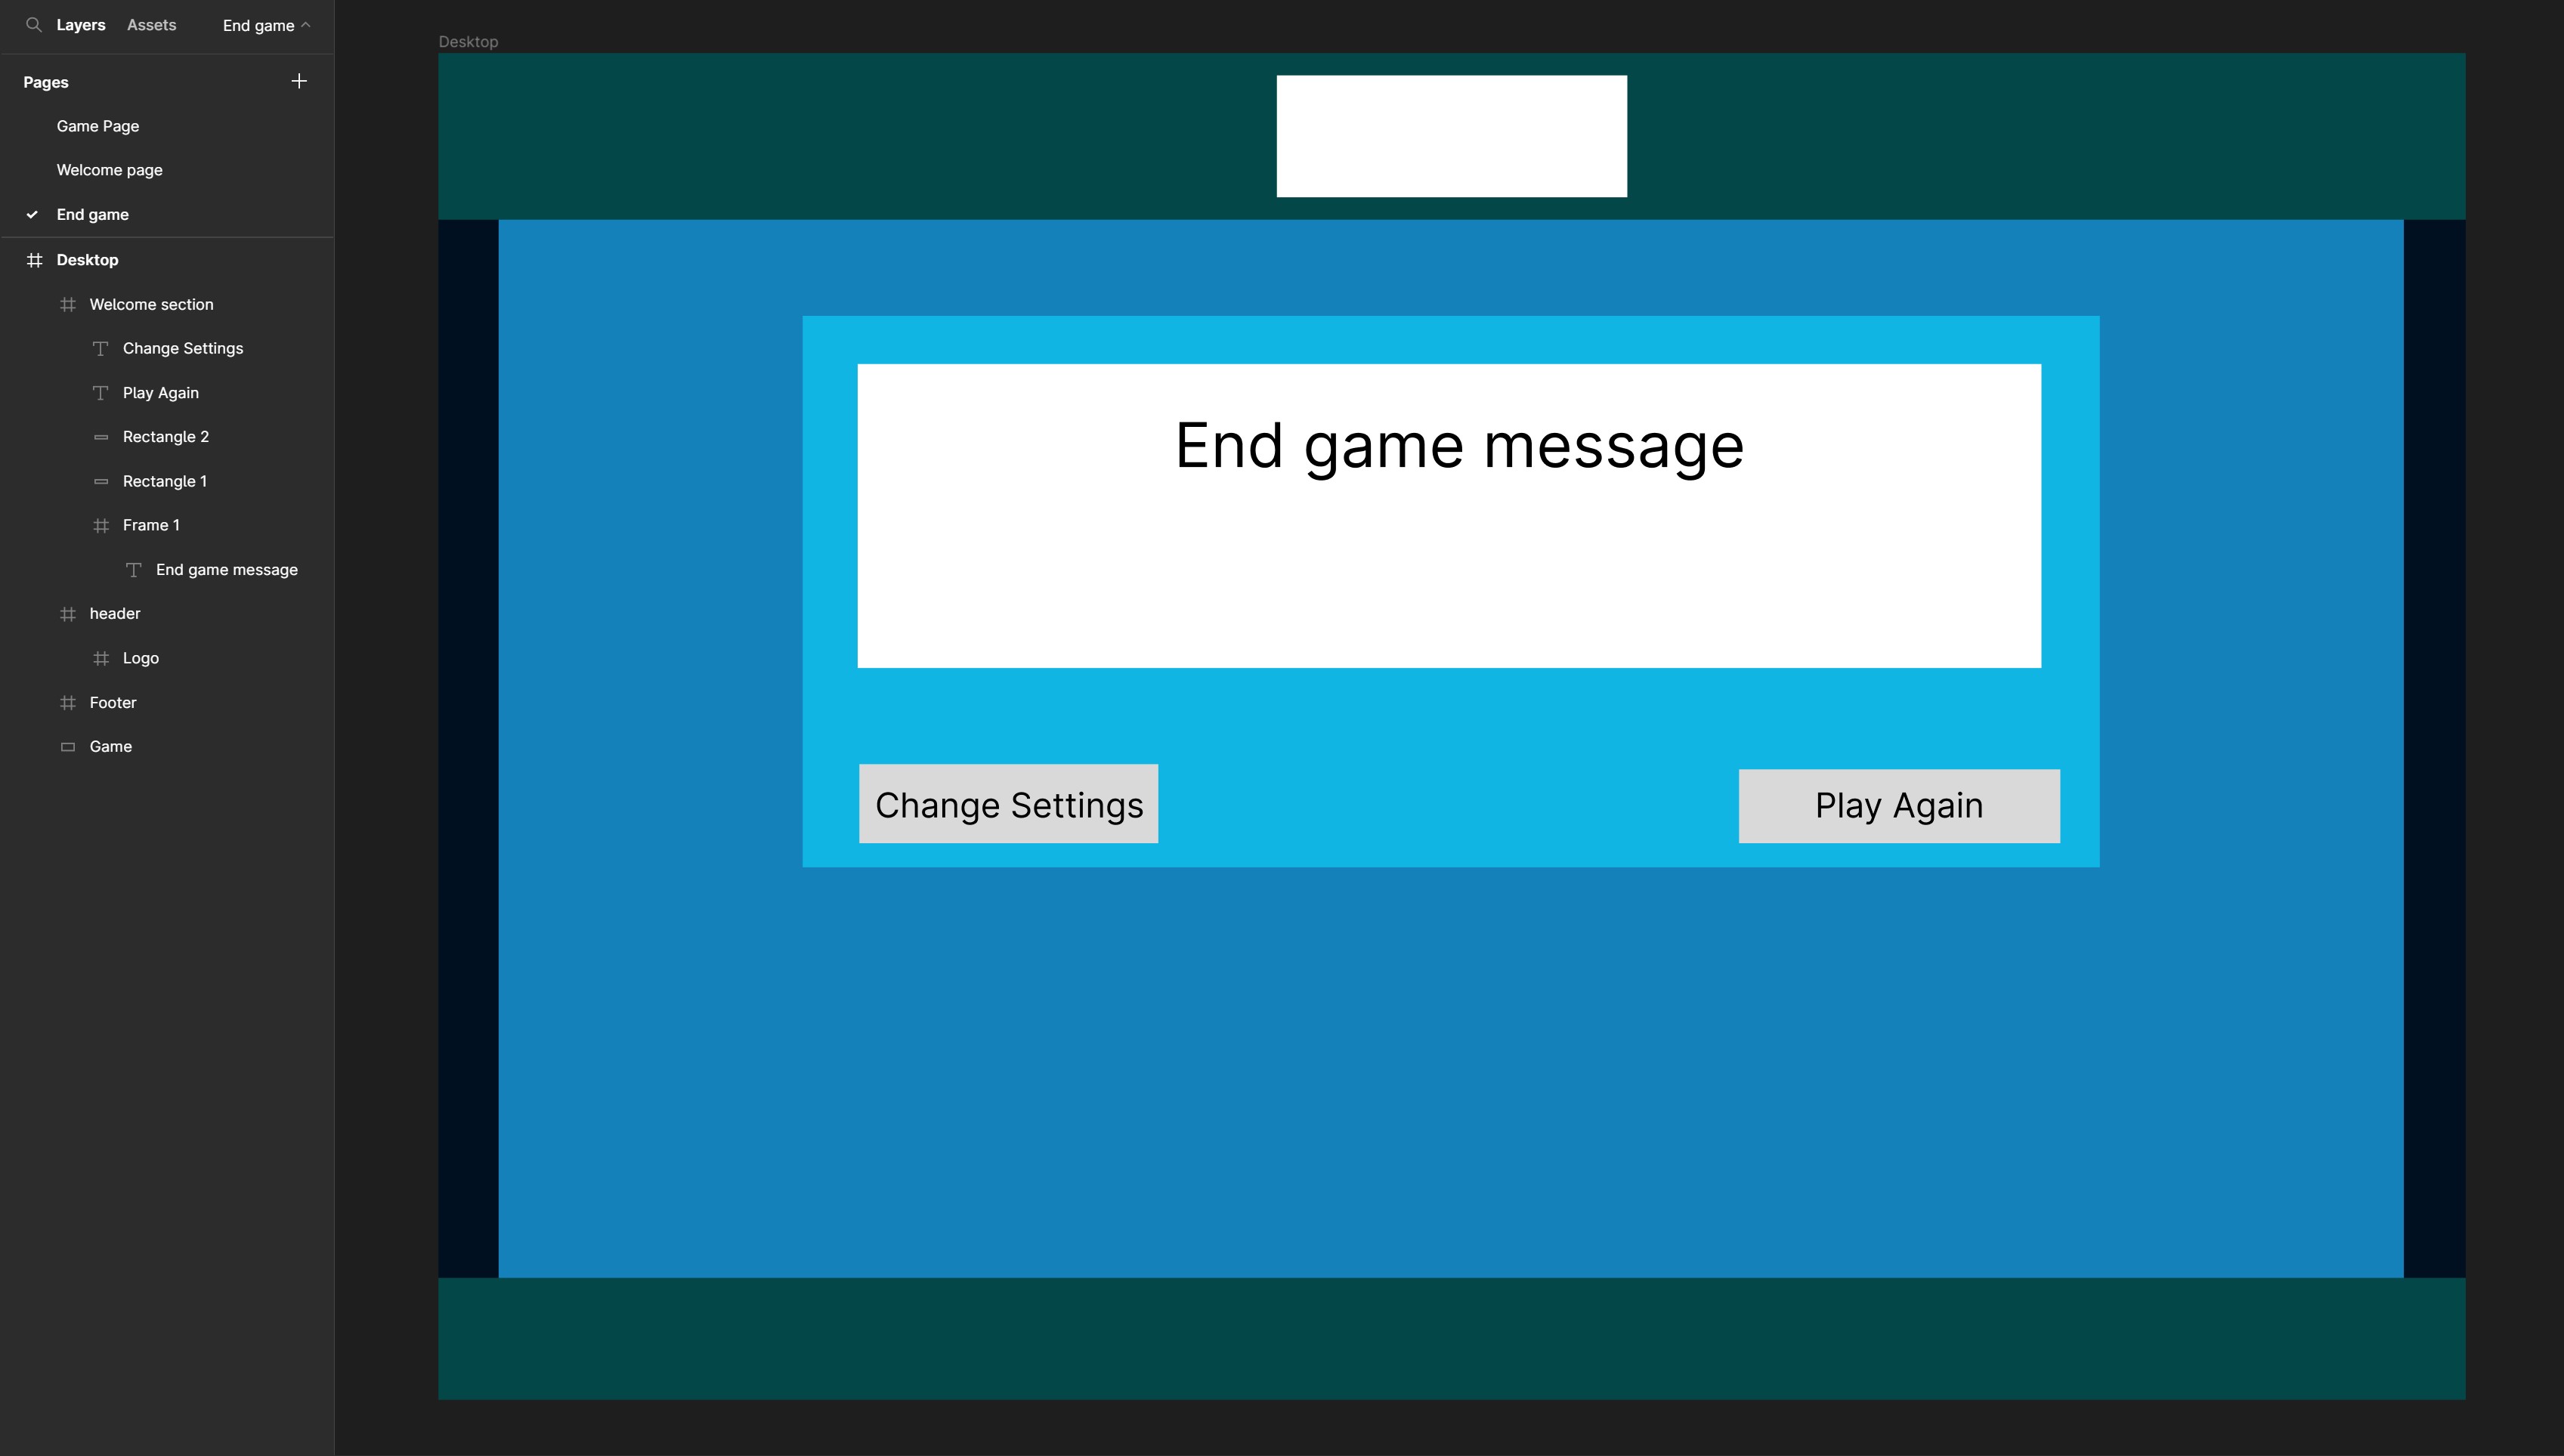 Layers Assets End game
Pages
Game Page
Welcome page
End game
Desktop
Welcome section
Change Settings
Play Again
Rectangle 2
Rectangle 1
Frame 1
End game message
header
Logo
Footer
Game
Desktop
End game message
Change Settings
Play Again